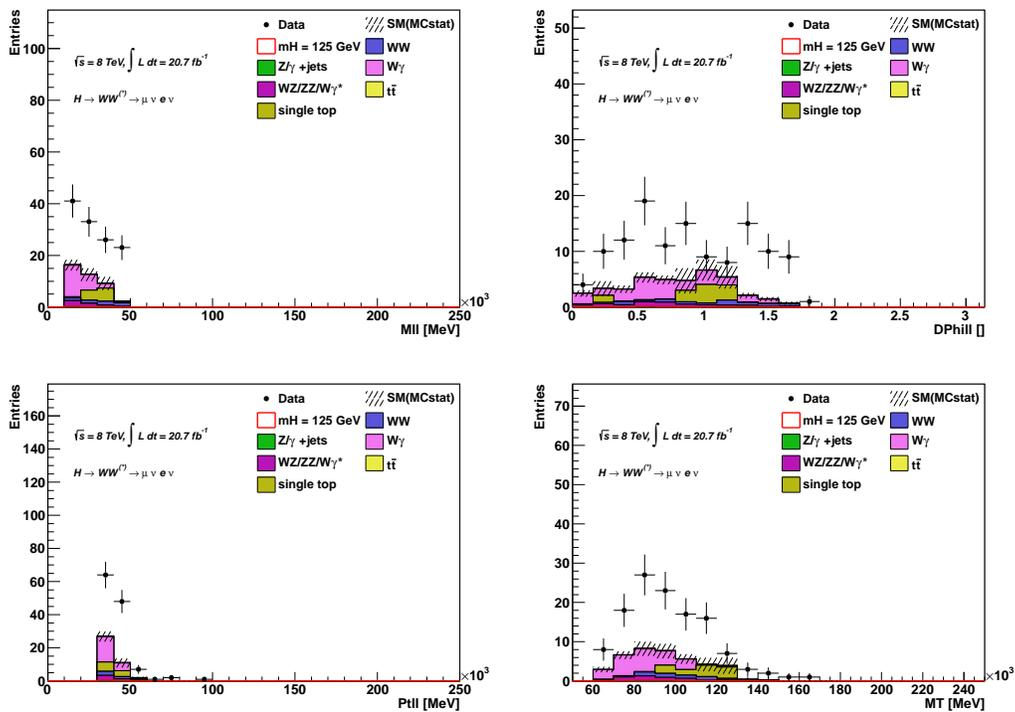 Entries
100
80
60
40
20
0
Data
SM(MCstat)
mH = 125 GeV
WW
Z/γ +jets
Wγ
WZ/ZZ/Wγ*
tt̄
single top
√s = 8 TeV, ∫ L dt = 20.7 fb⁻¹
H → WW(*) → μ ν e ν
0 50 100 150 200 250
×10³
Mll [MeV]
Entries
50
40
30
20
10
0
Data
SM(MCstat)
mH = 125 GeV
WW
Z/γ +jets
Wγ
WZ/ZZ/Wγ*
tt̄
single top
√s = 8 TeV, ∫ L dt = 20.7 fb⁻¹
H → WW(*) → μ ν e ν
0 0.5 1 1.5 2 2.5 3
DPhill []
Entries
160
140
120
100
80
60
40
20
0
Data
SM(MCstat)
mH = 125 GeV
WW
Z/γ +jets
Wγ
WZ/ZZ/Wγ*
tt̄
single top
√s = 8 TeV, ∫ L dt = 20.7 fb⁻¹
H → WW(*) → μ ν e ν
0 50 100 150 200 250
×10³
Ptll [MeV]
Entries
70
60
50
40
30
20
10
0
Data
SM(MCstat)
mH = 125 GeV
WW
Z/γ +jets
Wγ
WZ/ZZ/Wγ*
tt̄
single top
√s = 8 TeV, ∫ L dt = 20.7 fb⁻¹
H → WW(*) → μ ν e ν
60 80 100 120 140 160 180 200 220 240
×10³
MT [MeV]